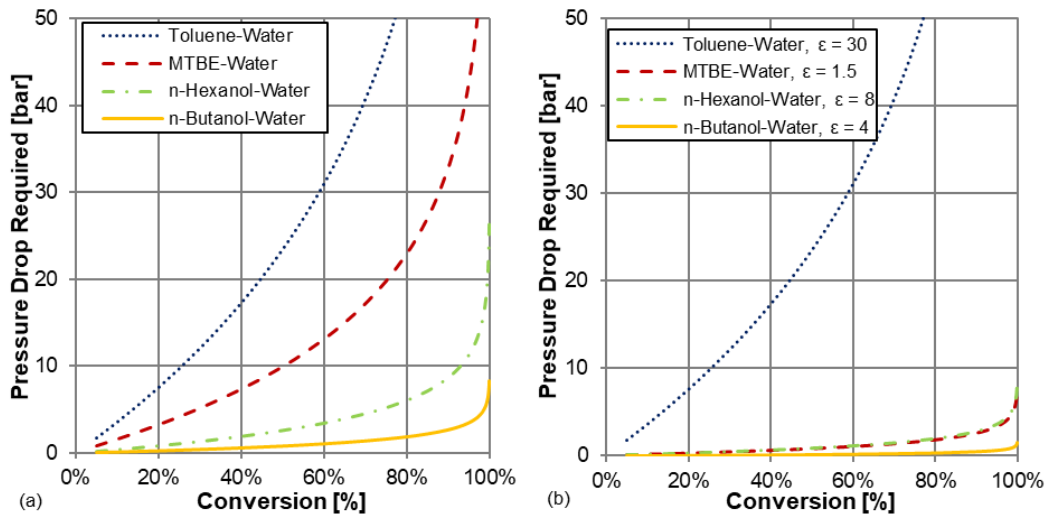 50
40
30
20
10
0
Pressure Drop Required [bar]
Toluene-Water
MTBE-Water
n-Hexanol-Water
n-Butanol-Water
0%
20%
40%
60%
80%
100%
Conversion [%]
(a)
50
40
30
20
10
0
Pressure Drop Required [bar]
Toluene-Water, ε = 30
MTBE-Water, ε = 1.5
n-Hexanol-Water, ε = 8
n-Butanol-Water, ε = 4
0%
20%
40%
60%
80%
100%
Conversion [%]
(b)